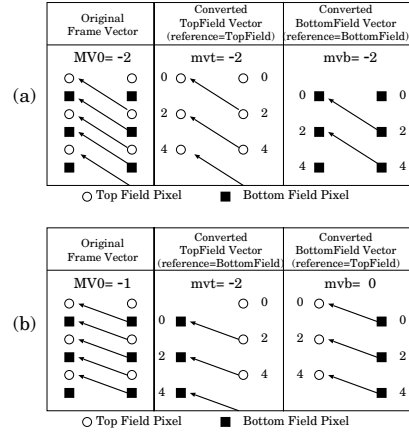 Original
Frame Vector
Converted
TopField Vector
(reference=TopField)
Converted
BottomField Vector
(reference=BottomField)
(a)
MV0= -2
mvt= -2
mvb= -2
0
0
2
2
4
4
0
0
2
2
4
4
Top Field Pixel
Bottom Field Pixel
Original
Frame Vector
Converted
TopField Vector
(reference=BottomField)
Converted
BottomField Vector
(reference=TopField)
(b)
MV0= -1
mvt= -2
mvb= 0
0
0
2
2
4
4
0
0
2
2
4
4
Top Field Pixel
Bottom Field Pixel